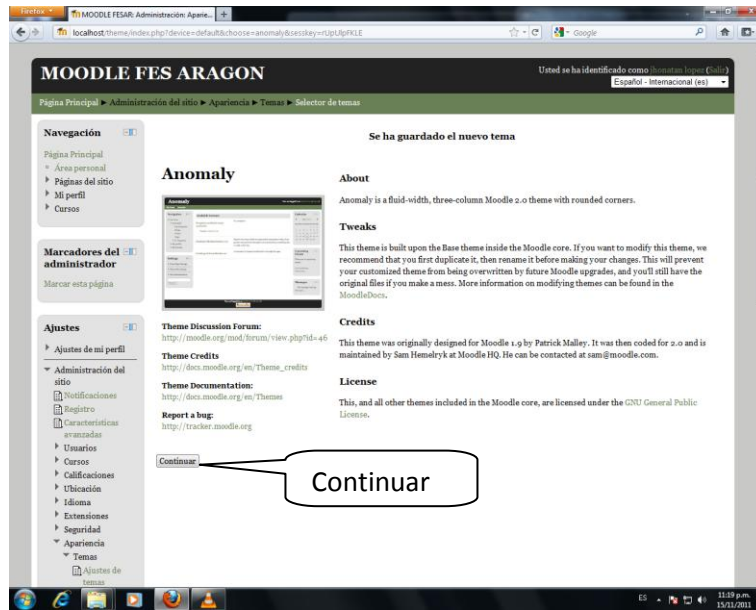 Firefox
MOODLE FESAR: Administración: Aparie...
localhost/theme/index.php?device=default&choose=anomaly&sesskey=rUpUlpFKLE
Google
MOODLE FES ARAGON
Usted se ha identificado como jhonatan lopez (Salir)
Español - Internacional (es)
Página Principal ► Administración del sitio ► Apariencia ► Temas ► Selector de temas
Navegación
Página Principal
Área personal
Páginas del sitio
Mi perfil
Cursos
Marcadores del administrador
Marcar esta página
Ajustes
Ajustes de mi perfil
Administración del
sitio
Notificaciones
Registro
Características
avanzadas
Usuarios
Cursos
Calificaciones
Ubicación
Idioma
Extensiones
Seguridad
Apariencia
Temas
Ajustes de
temas
Se ha guardado el nuevo tema
Anomaly
Theme Discussion Forum:
http://moodle.org/mod/forum/view.php?id=46
Theme Credits
http://docs.moodle.org/en/Theme_credits
Theme Documentation:
http://docs.moodle.org/en/Themes
Report a bug:
http://tracker.moodle.org
About
Anomaly is a fluid-width, three-column Moodle 2.0 theme with rounded corners.
Tweaks
This theme is built upon the Base theme inside the Moodle core. If you want to modify this theme, we
recommend that you first duplicate it, then rename it before making your changes. This will prevent
your customized theme from being overwritten by future Moodle upgrades, and you'll still have the
original files if you make a mess. More information on modifying themes can be found in the
MoodleDocs.
Credits
This theme was originally designed for Moodle 1.9 by Patrick Malley. It was then coded for 2.0 and is
maintained by Sam Hemelryk at Moodle HQ. He can be contacted at sam@moodle.com.
License
This, and all other themes included in the Moodle core, are licensed under the GNU General Public
License.
Continuar
Continuar
ES
11:19 p.m.
15/11/2011